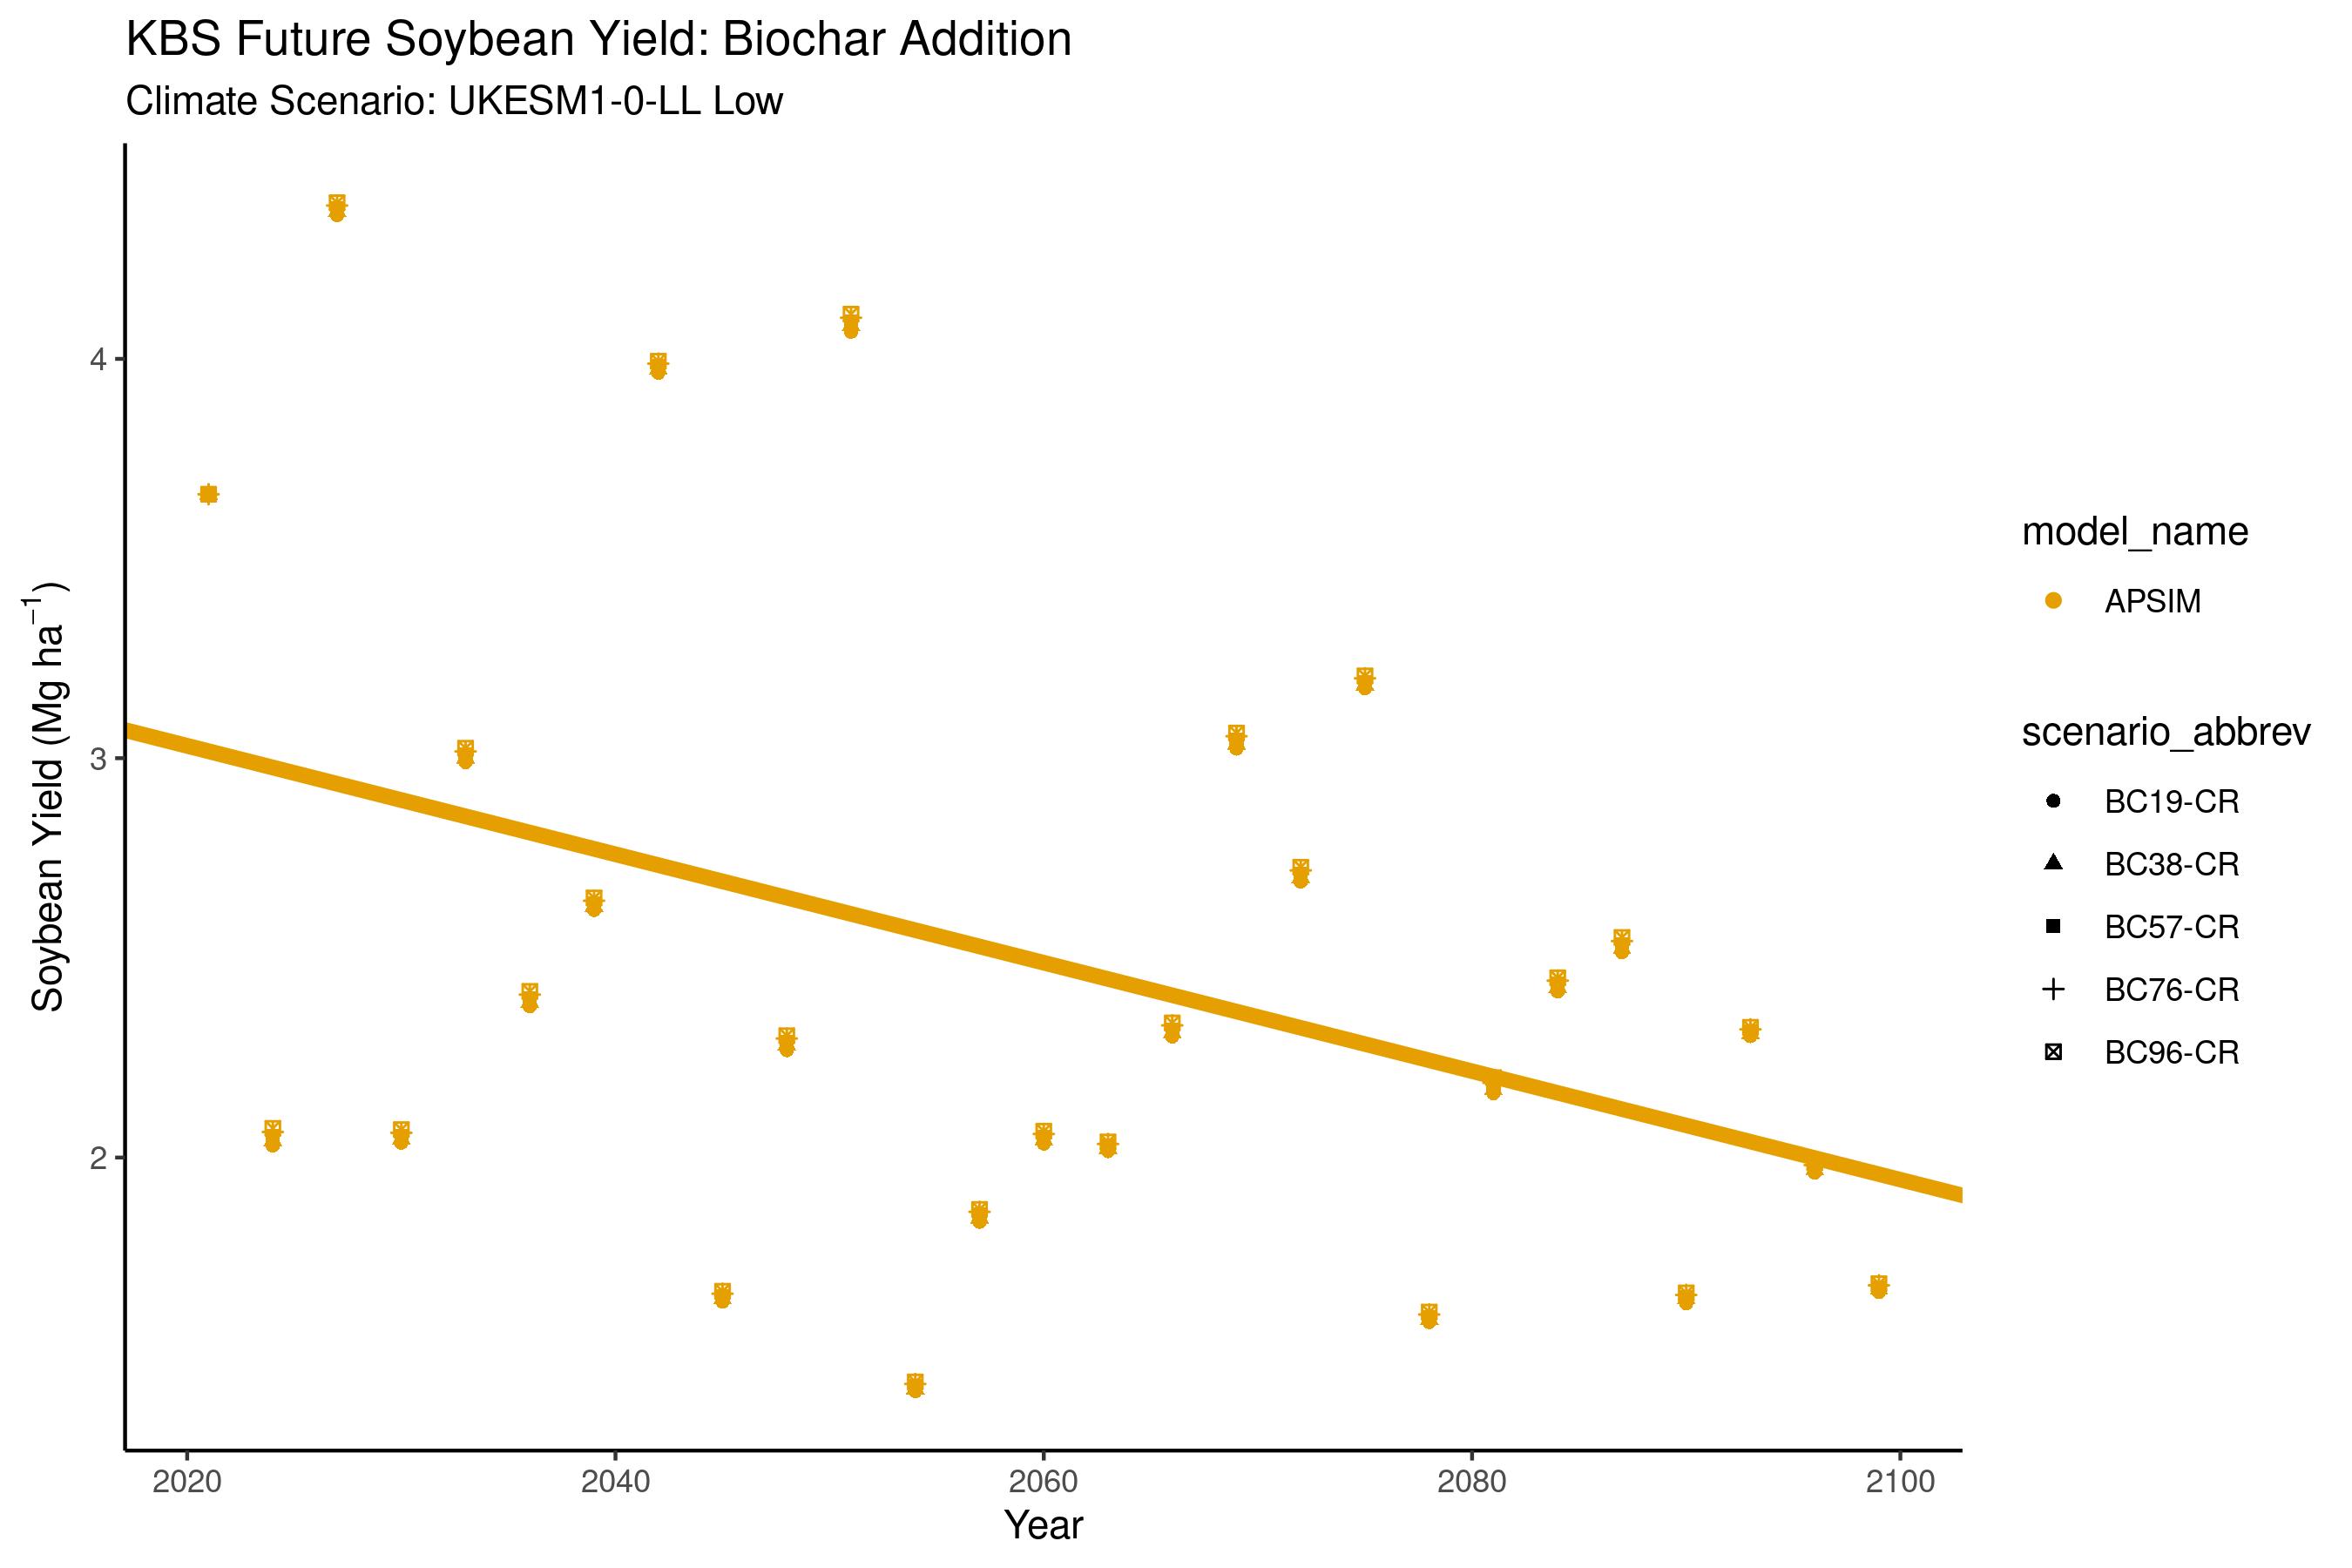 KBS Future Soybean Yield: Biochar Addition
Climate Scenario: UKESM1-0-LL Low
Soybean Yield (Mg ha⁻¹)
4
3
2
2020 2040 2060 2080 2100
Year
model_name
APSIM
scenario_abbrev
BC19-CR
BC38-CR
BC57-CR
BC76-CR
BC96-CR